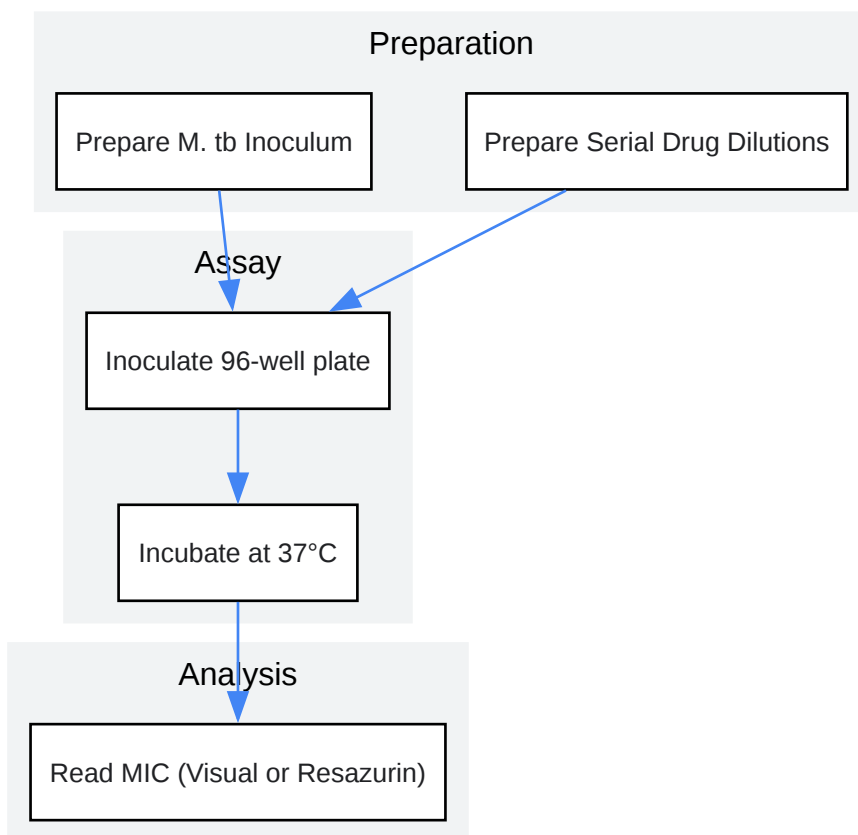 Preparation
Prepare M. tb Inoculum
Prepare Serial Drug Dilutions
Assay
Inoculate 96-well plate
Incubate at 37°C
Analysis
Read MIC (Visual or Resazurin)